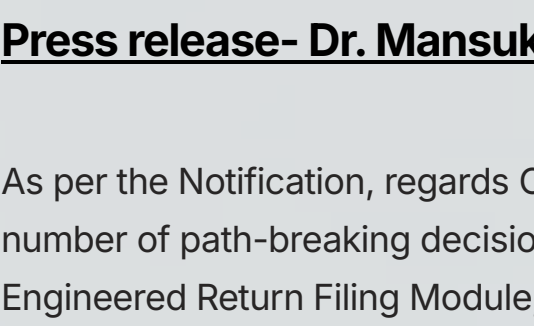 Press release- Dr. Mansuk
As per the Notification, regards
number of path-breaking decisio
Engineered Return Filing Module